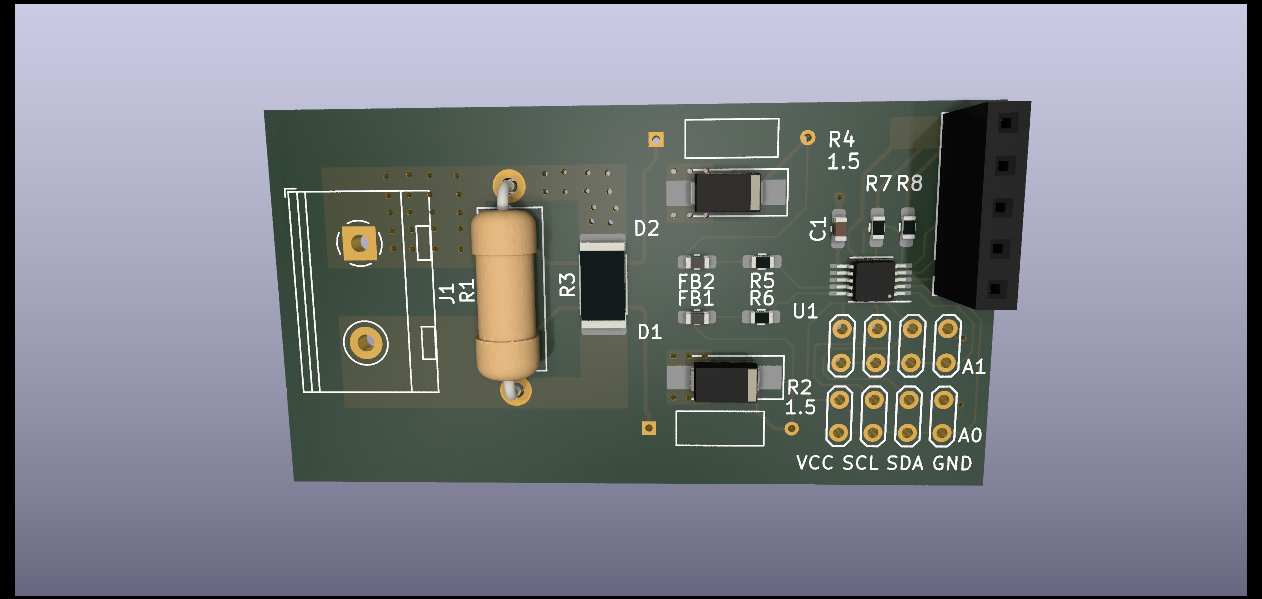 R4
1.5
R7 R8
C1
D2
J1
R1
R3
FB2
FB1
R5
R6
U1
D1
A1
R2
1.5
A0
VCC SCL SDA GND